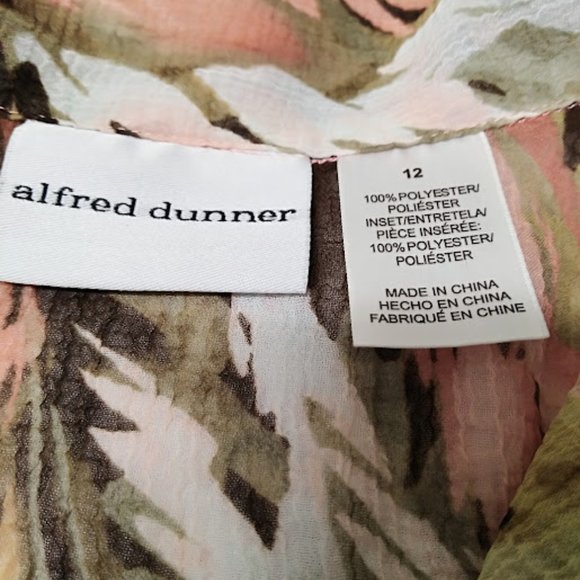 alfred dunner
12
100% POLYESTER/
POLIÉSTER
INSET/ENTRETELA/
PIÈCE INSÉRÉE:
100% POLYESTER/
POLIÉSTER
MADE IN CHINA
HECHO EN CHINA
FABRIQUÉ EN CHINE